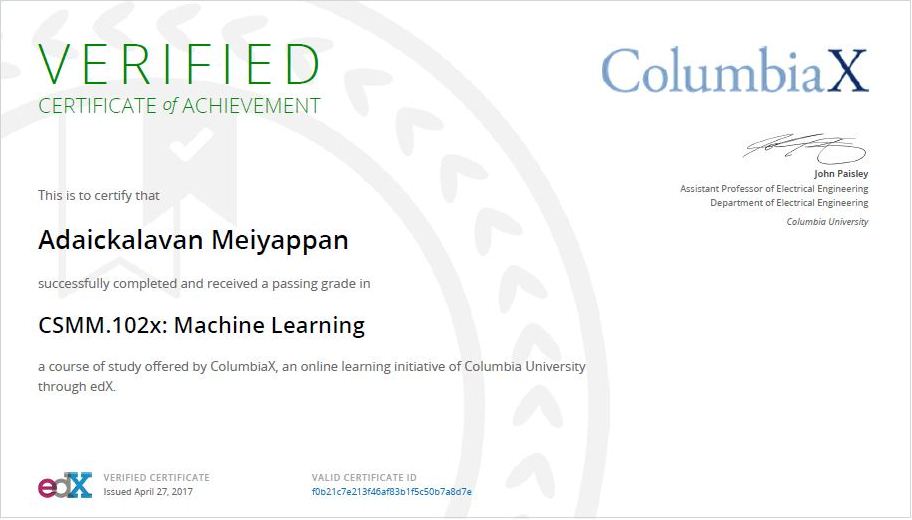 VERIFIED
CERTIFICATE of ACHIEVEMENT
ColumbiaX
John Paisley
Assistant Professor of Electrical Engineering
Department of Electrical Engineering
Columbia University
This is to certify that
Adaickalavan Meiyappan
successfully completed and received a passing grade in
CSMM.102x: Machine Learning
a course of study offered by ColumbiaX, an online learning initiative of Columbia University
through edX.
edX
VERIFIED CERTIFICATE
Issued April 27, 2017
VALID CERTIFICATE ID
f0b21c7e213f46af83b1f5c50b7a8d7e